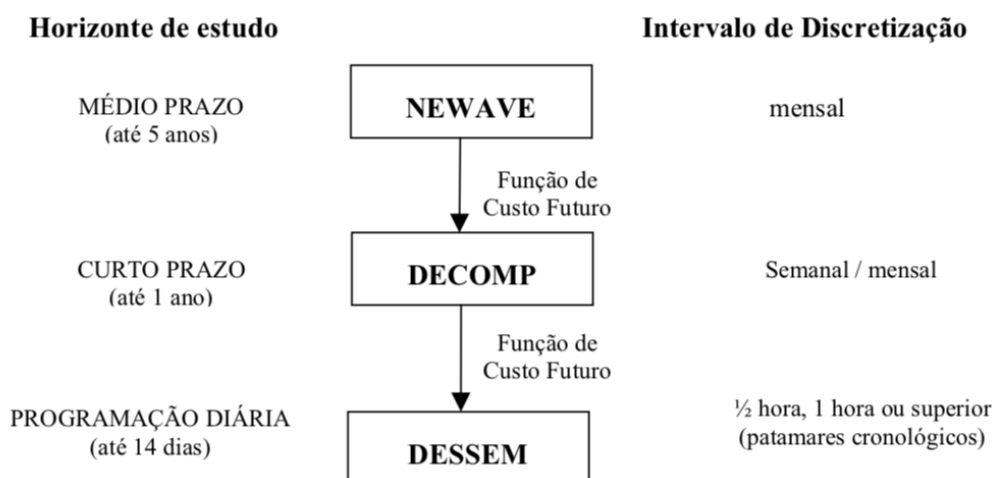 Horizonte de estudo
Intervalo de Discretização
MÉDIO PRAZO
(até 5 anos)
NEWAVE
mensal
Função de
Custo Futuro
CURTO PRAZO
(até 1 ano)
DECOMP
Semanal / mensal
Função de
Custo Futuro
PROGRAMAÇÃO DIÁRIA
(até 14 dias)
DESSEM
½ hora, 1 hora ou superior
(patamares cronológicos)